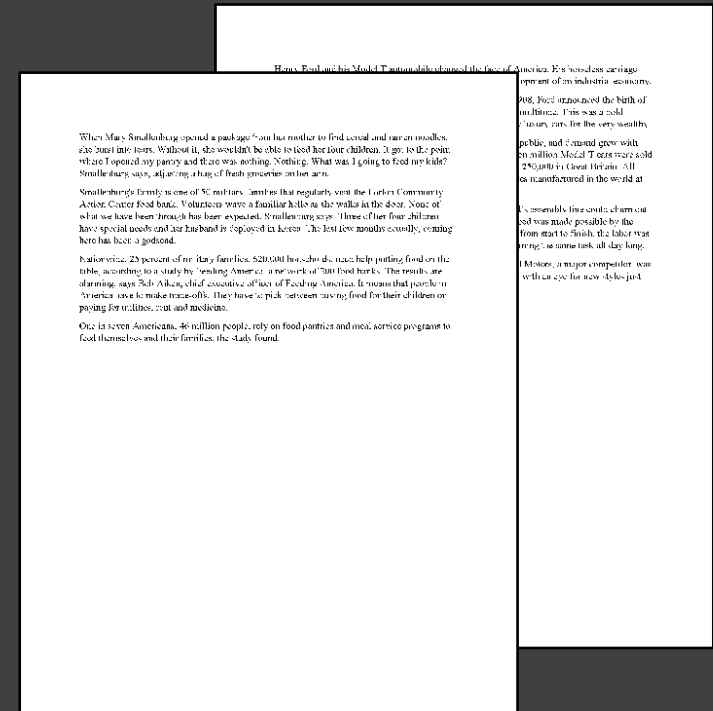 Henry Ford and his Model T automobile changed the face of America. His horseless carriage
opment of an industrial economy.
908, Ford announced the birth of
multitude. This was a bold
luxury cars for the very wealthy.
public, and demand grew with
en million Model T cars were sold
250,000 in Great Britain. All
es manufactured in the world at
's assembly line could churn out
eed was made possible by the
from start to finish, the labor was
rming the same task all day long.
l Motors, a major competitor, was
with an eye for new styles just
When Mary Smallenburg opened a package from her mother to find cereal and ramen noodles,
she burst into tears. Without it, she wouldn't be able to feed her four children. It got to the point
where I opened my pantry and there was nothing. Nothing. What was I going to feed my kids?
Smallenburg says, adjusting a bag of fresh groceries on her arm.
Smallenburg's family is one of 50 military families that regularly visit the Lorton Community
Action Center food bank. Volunteers wave a familiar hello as she walks in the door. None of
what we have been through has been expected, Smallenburg says. Three of her four children
have special needs and her husband is deployed in Korea. The last few months actually, coming
here has been a godsend.
Nationwide, 25 percent of military families, 620,000 households, need help putting food on the
table, according to a study by Feeding America, a network of 200 food banks. The results are
alarming, says Bob Aiken, chief executive officer of Feeding America. It means that people in
America have to make trade-offs. They have to pick between buying food for their children or
paying for utilities, rent and medicine.
One in seven Americans, 46 million people, rely on food pantries and meal service programs to
feed themselves and their families, the study found.